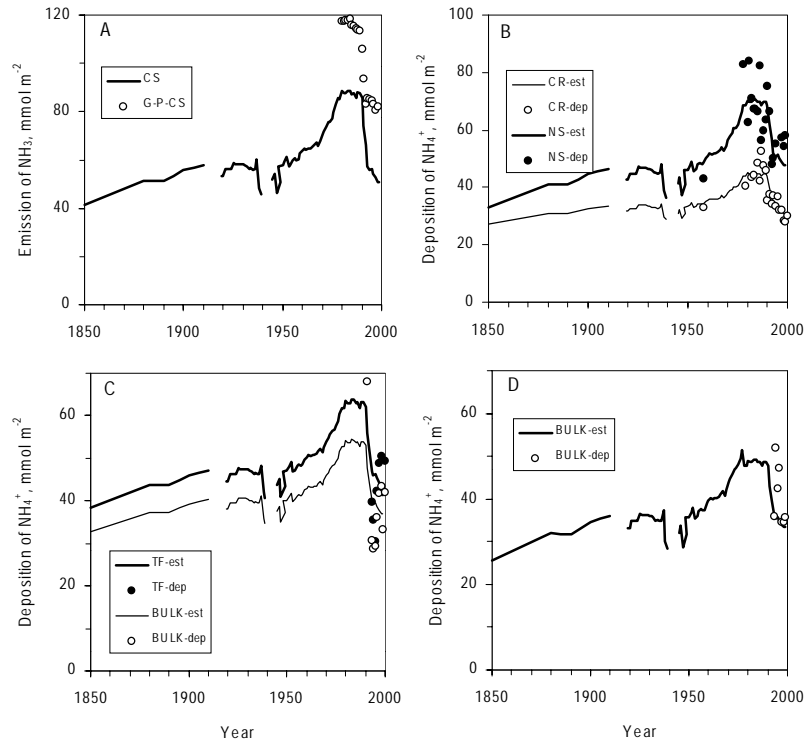 A
Emission of NH3, mmol m-2
120
80
40
0
CS
G-P-CS
1850
1900
1950
2000
B
Deposition of NH4+, mmol m-2
100
80
60
40
20
0
CR-est
CR-dep
NS-est
NS-dep
1850
1900
1950
2000
C
Deposition of NH4+, mmol m-2
60
40
20
0
TF-est
TF-dep
BULK-est
BULK-dep
1850
1900
1950
2000
Year
D
Deposition of NH4+, mmol m-2
60
40
20
0
BULK-est
BULK-dep
1850
1900
1950
2000
Year